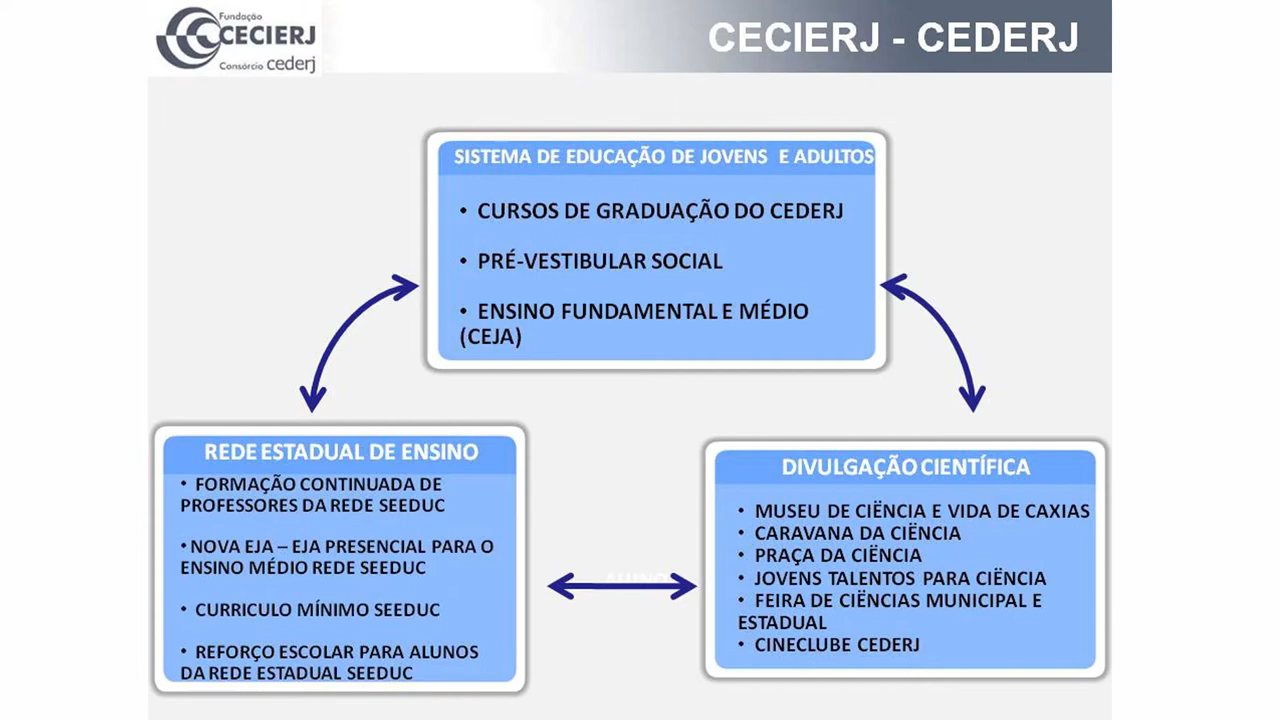 Fundação
CECIERJ
Consórcio cederj
CECIERJ - CEDERJ
SISTEMA DE EDUCAÇÃO DE JOVENS E ADULTOS
• CURSOS DE GRADUAÇÃO DO CEDERJ
• PRÉ-VESTIBULAR SOCIAL
• ENSINO FUNDAMENTAL E MÉDIO
(CEJA)
REDE ESTADUAL DE ENSINO
• FORMAÇÃO CONTINUADA DE
PROFESSORES DA REDE SEEDUC
• NOVA EJA – EJA PRESENCIAL PARA O
ENSINO MÉDIO REDE SEEDUC
• CURRICULO MÍNIMO SEEDUC
• REFORÇO ESCOLAR PARA ALUNOS
DA REDE ESTADUAL SEEDUC
DIVULGAÇÃO CIENTÍFICA
• MUSEU DE CIËNCIA E VIDA DE CAXIAS
• CARAVANA DA CIËNCIA
• PRAÇA DA CIËNCIA
• JOVENS TALENTOS PARA CIËNCIA
• FEIRA DE CIËNCIAS MUNICIPAL E
ESTADUAL
• CINECLUBE CEDERJ